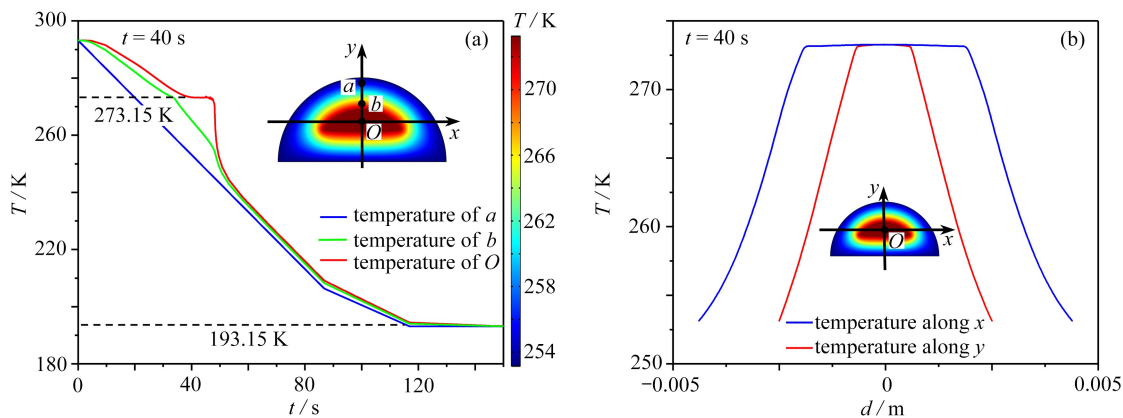 300
260
220
180
T / K
0
40
80
120
t / s
t = 40 s
(a)
273.15 K
193.15 K
y
a
b
O
x
temperature of a
temperature of b
temperature of O
T / K
270
266
262
258
254
t = 40 s
(b)
270
260
250
T / K
−0.005
0
0.005
d / m
y
O
x
temperature along x
temperature along y